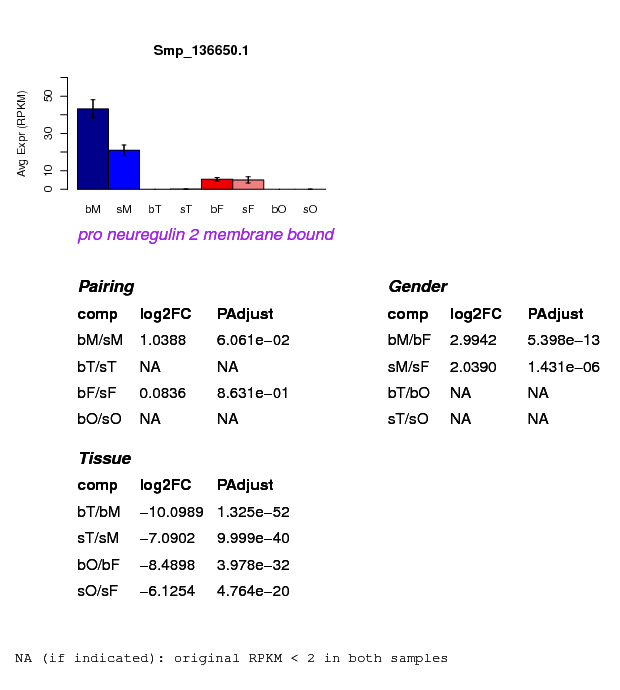 Smp_136650.1
Avg Expr (RPKM)
0 10 30 50
bM sM bT sT bF sF bO sO
pro neuregulin 2 membrane bound
Pairing
comp log2FC PAdjust
bM/sM 1.0388 6.061e−02
bT/sT NA NA
bF/sF 0.0836 8.631e−01
bO/sO NA NA
Gender
comp log2FC PAdjust
bM/bF 2.9942 5.398e−13
sM/sF 2.0390 1.431e−06
bT/bO NA NA
sT/sO NA NA
Tissue
comp log2FC PAdjust
bT/bM −10.0989 1.325e−52
sT/sM −7.0902 9.999e−40
bO/bF −8.4898 3.978e−32
sO/sF −6.1254 4.764e−20
NA (if indicated): original RPKM < 2 in both samples